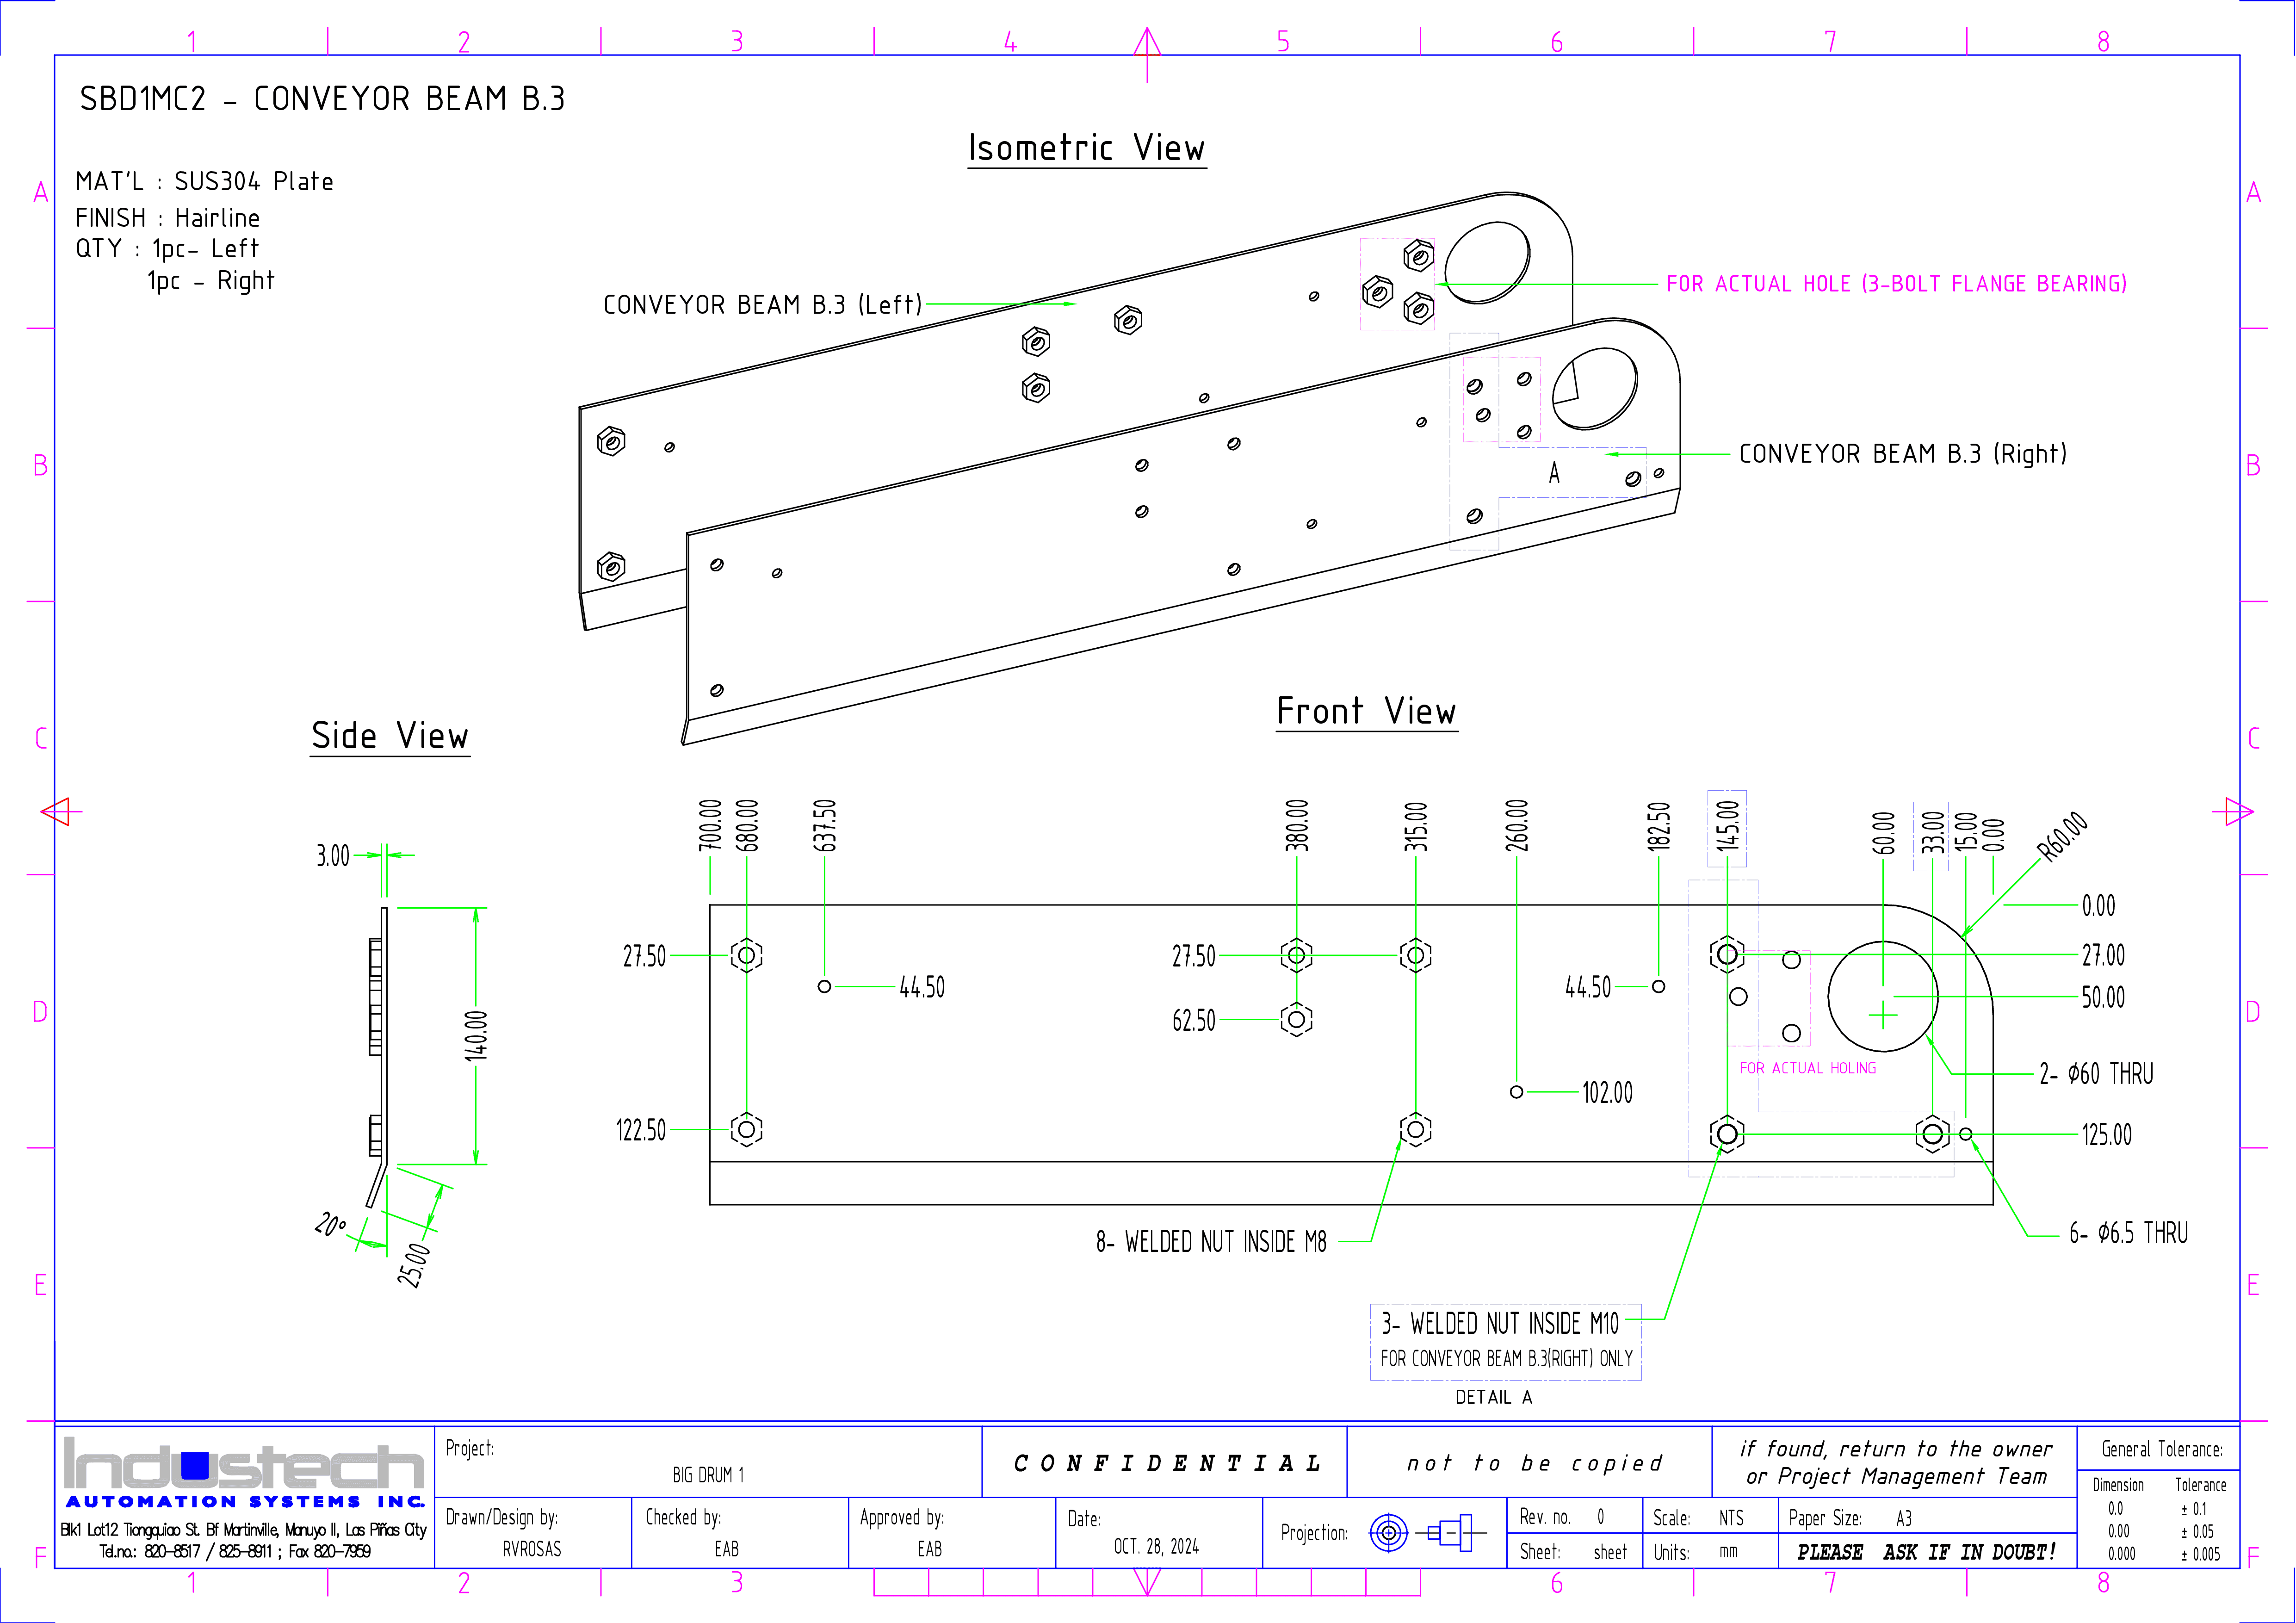 1 2 3 4 5 6 7 8
SBD1MC2 - CONVEYOR BEAM B.3
Isometric View
A A
MAT'L : SUS304 Plate
FINISH : Hairline
QTY : 1pc- Left
1pc - Right
FOR ACTUAL HOLE (3-BOLT FLANGE BEARING)
CONVEYOR BEAM B.3 (Left)
CONVEYOR BEAM B.3 (Right)
B B
A
Front View
Side View
C C
700.00 680.00 637.50 380.00 315.00 260.00 182.50 145.00 60.00 33.00 15.00 0.00 R60.00
3.00
0.00
27.50 27.50 27.00
44.50 44.50 50.00
D D
62.50
140.00
FOR ACTUAL HOLING
2- Ø60 THRU
102.00
122.50 125.00
20°
25.00
8- WELDED NUT INSIDE M8
6- Ø6.5 THRU
E E
3- WELDED NUT INSIDE M10
FOR CONVEYOR BEAM B.3(RIGHT) ONLY
DETAIL A
Industech
AUTOMATION SYSTEMS INC.
Blk1 Lot12 Tiongquiao St. Bf Martinville, Manuyo II, Las Piñas City
Tel.no.: 820-8517 / 825-8911 ; Fax 820-7959
Project:
BIG DRUM 1
CONFIDENTIAL
not to be copied
if found, return to the owner
or Project Management Team
General Tolerance:
Dimension Tolerance
0.0 ± 0.1
0.00 ± 0.05
0.000 ± 0.005
Drawn/Design by:
RVROSAS
Checked by:
EAB
Approved by:
EAB
Date:
OCT. 28, 2024
Projection:
Rev. no. 0
Sheet: sheet
Scale: NTS
Units: mm
Paper Size: A3
PLEASE ASK IF IN DOUBT!
F F
1 2 3 6 7 8